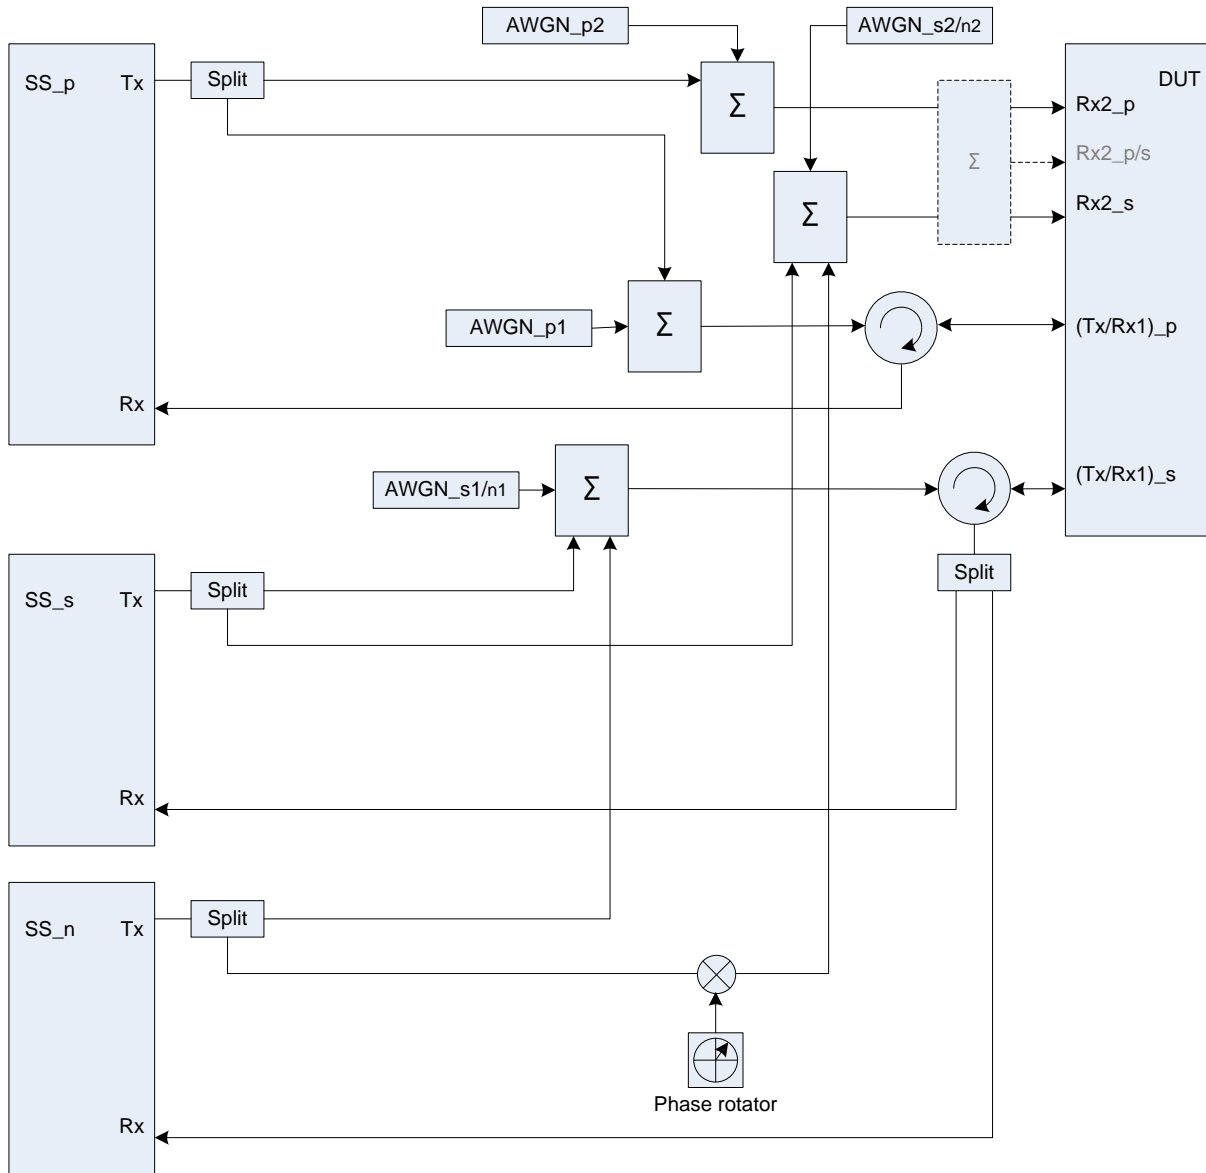 AWGN_p2
AWGN_s2/n2
SS_p
Tx
Split
Σ
DUT
Rx2_p
Σ
Rx2_p/s
Σ
Rx2_s
AWGN_p1
Σ
(Tx/Rx1)_p
Rx
AWGN_s1/n1
Σ
(Tx/Rx1)_s
SS_s
Tx
Split
Split
Rx
SS_n
Tx
Split
Phase rotator
Rx